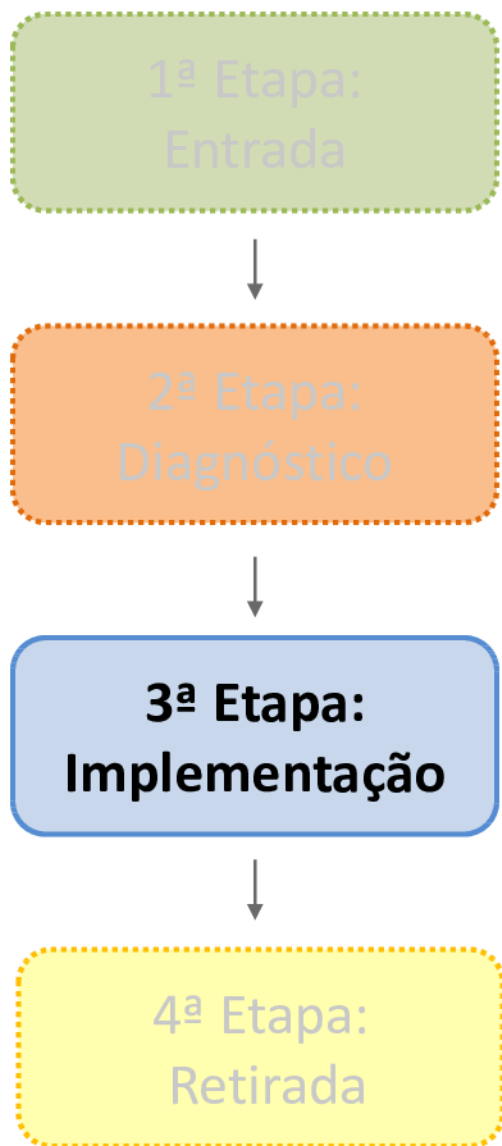 1ª Etapa:
Entrada
2ª Etapa:
Diagnóstico
3ª Etapa:
Implementação
4ª Etapa:
Retirada